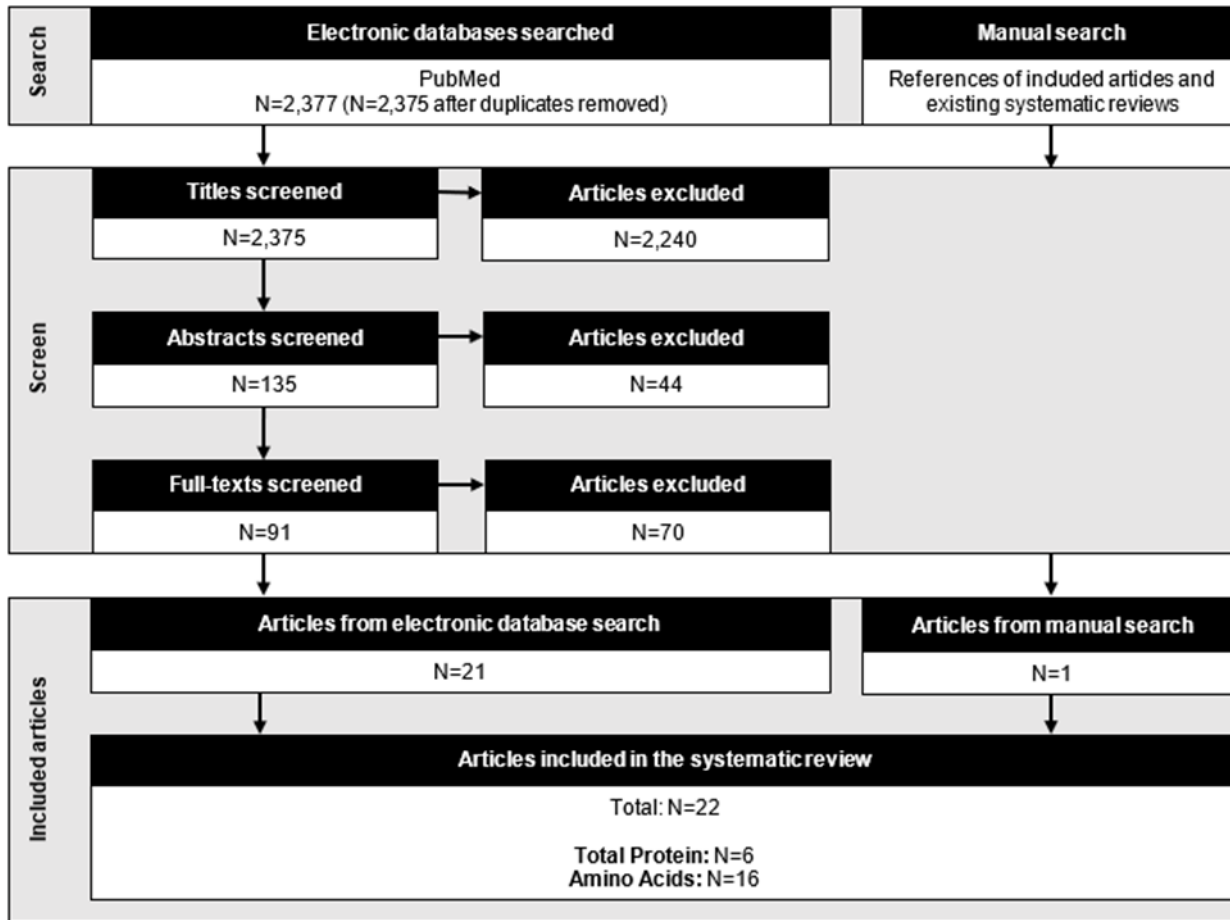 Search
Electronic databases searched
PubMed
N=2,377 (N=2,375 after duplicates removed)
Manual search
References of included articles and
existing systematic reviews
Screen
Titles screened
N=2,375
Articles excluded
N=2,240
Abstracts screened
N=135
Articles excluded
N=44
Full-texts screened
N=91
Articles excluded
N=70
Included articles
Articles from electronic database search
N=21
Articles from manual search
N=1
Articles included in the systematic review
Total: N=22
Total Protein: N=6
Amino Acids: N=16